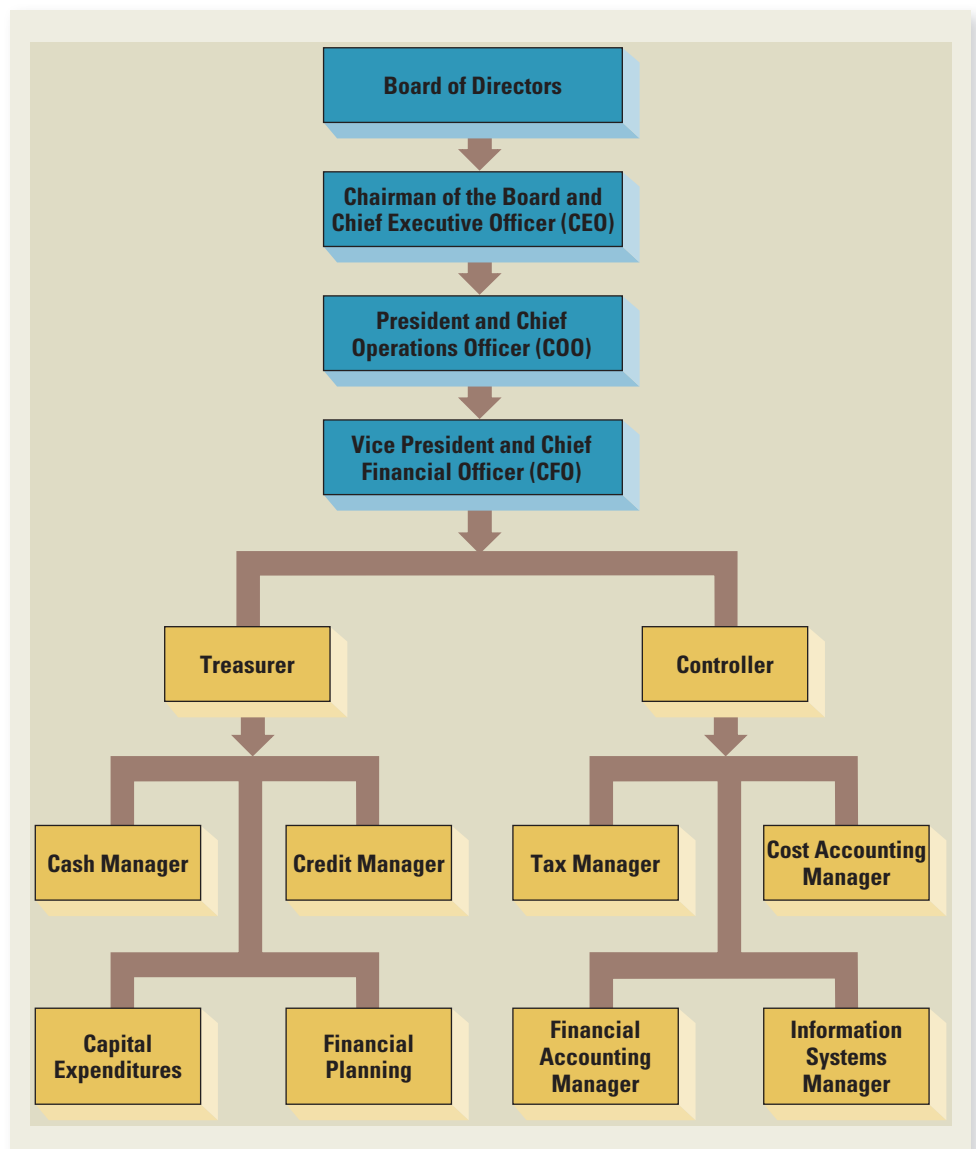 Board of Directors
Chairman of the Board and
Chief Executive Officer (CEO)
President and Chief
Operations Officer (COO)
Vice President and Chief
Financial Officer (CFO)
Treasurer
Controller
Cash Manager
Credit Manager
Tax Manager
Cost Accounting
Manager
Capital
Expenditures
Financial
Planning
Financial
Accounting
Manager
Information
Systems
Manager